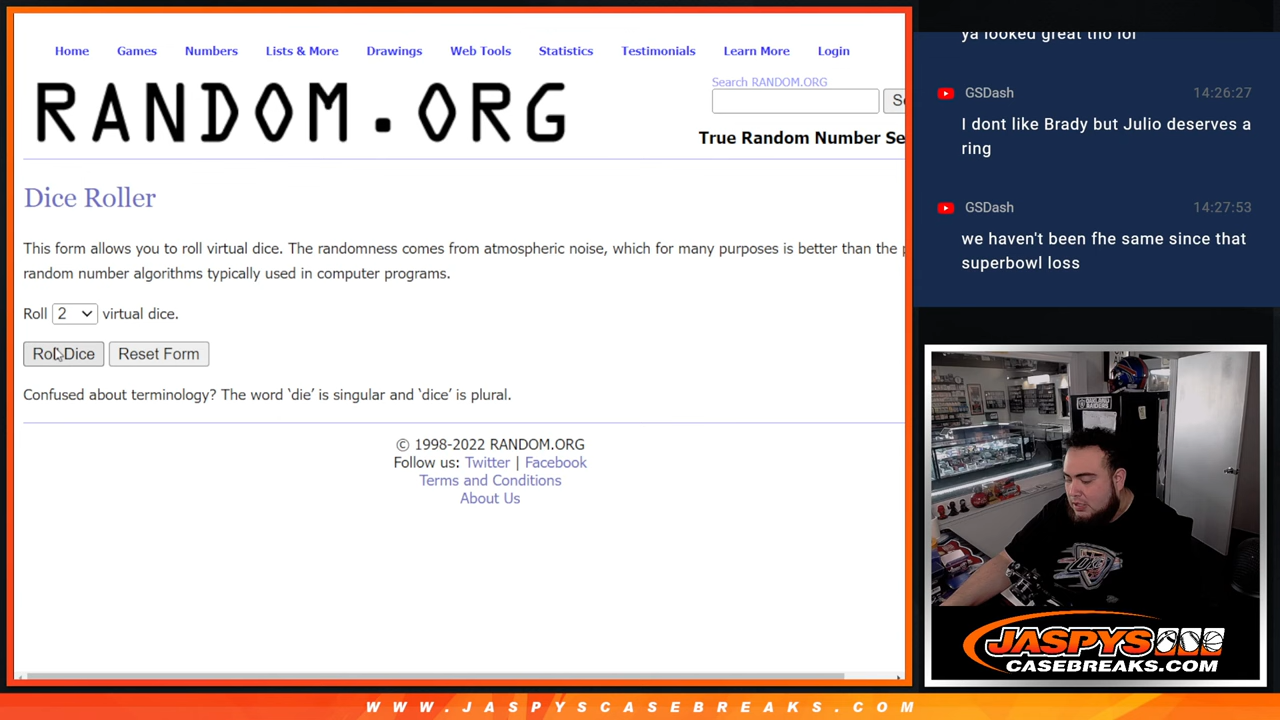 Home Games Numbers Lists & More Drawings Web Tools Statistics Testimonials Learn More Login
RANDOM.ORG
Search RANDOM.ORG
True Random Number Se
Dice Roller
This form allows you to roll virtual dice. The randomness comes from atmospheric noise, which for many purposes is better than the
random number algorithms typically used in computer programs.
Roll 2 virtual dice.
Roll Dice Reset Form
Confused about terminology? The word ‘die’ is singular and ‘dice’ is plural.
© 1998-2022 RANDOM.ORG
Follow us: Twitter | Facebook
Terms and Conditions
About Us
ya looked great tho lol
GSDash 14:26:27
I dont like Brady but Julio deserves a
ring
GSDash 14:27:53
we haven't been fhe same since that
superbowl loss
OAKLAND
RAIDERS
OKC
JASPYS
CASEBREAKS.COM
WWW.JASPYSCASEBREAKS.COM